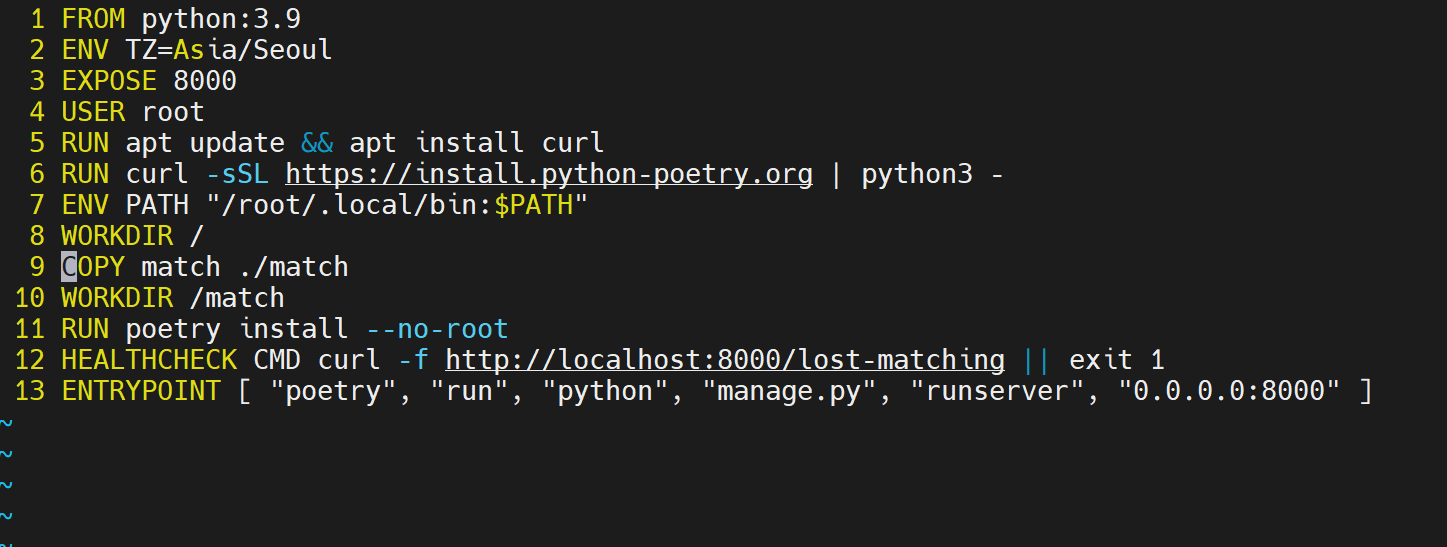 1 FROM python:3.9
2 ENV TZ=Asia/Seoul
3 EXPOSE 8000
4 USER root
5 RUN apt update && apt install curl
6 RUN curl -sSL https://install.python-poetry.org | python3 -
7 ENV PATH "/root/.local/bin:$PATH"
8 WORKDIR /
9 COPY match ./match
10 WORKDIR /match
11 RUN poetry install --no-root
12 HEALTHCHECK CMD curl -f http://localhost:8000/lost-matching || exit 1
13 ENTRYPOINT [ "poetry", "run", "python", "manage.py", "runserver", "0.0.0.0:8000" ]
~
~
~
~
~